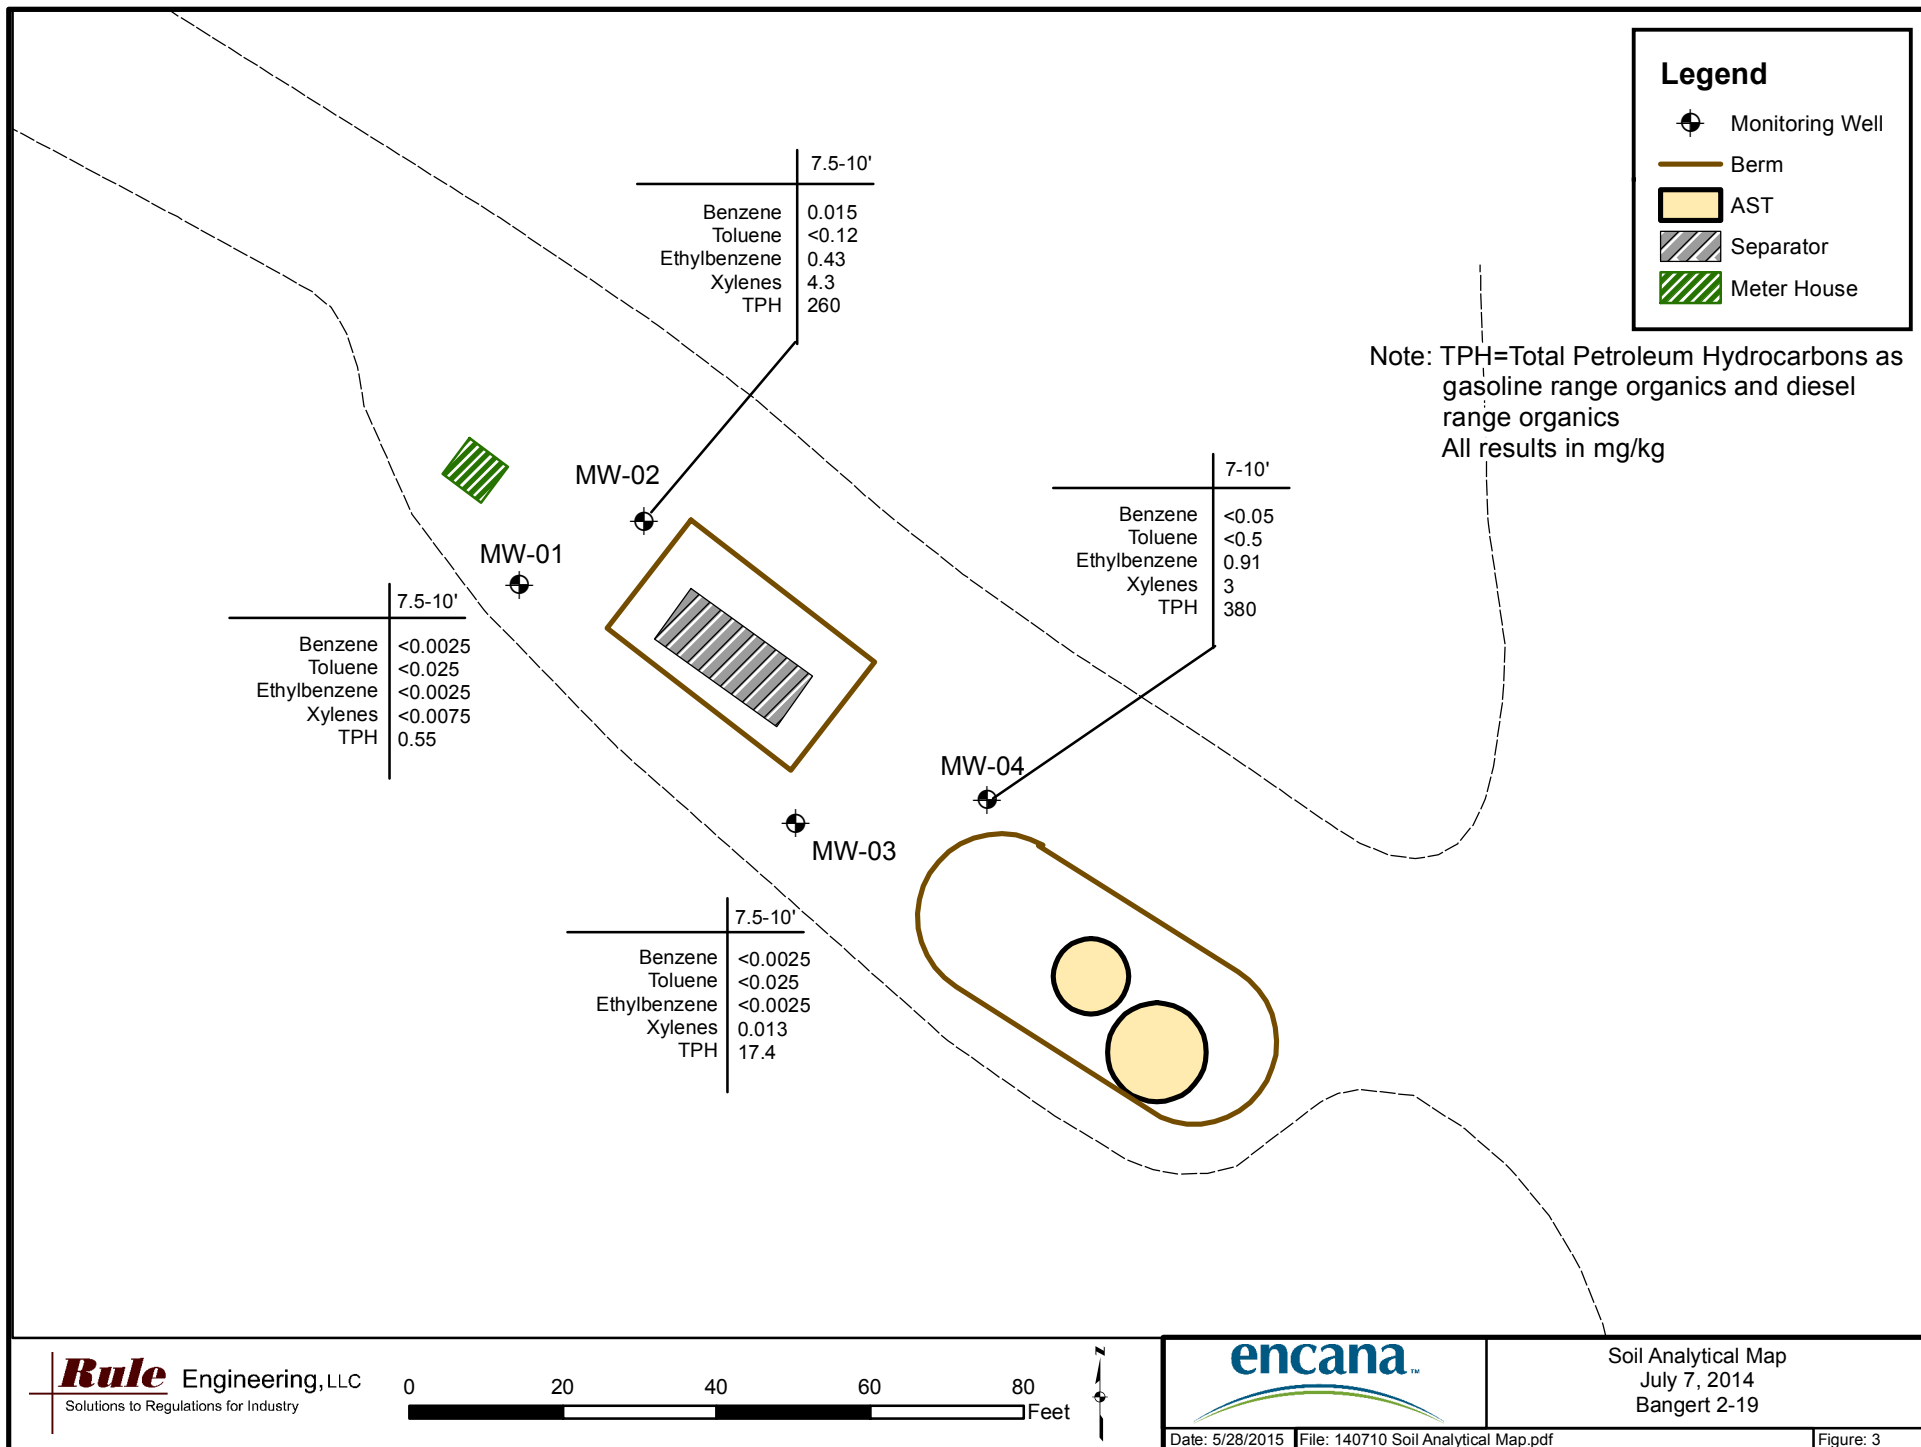 Legend
Monitoring Well
Berm
AST
Separator
Meter House
Note: TPH=Total Petroleum Hydrocarbons as
gasoline range organics and diesel
range organics
All results in mg/kg
7.5-10'
Benzene 0.015
Toluene <0.12
Ethylbenzene 0.43
Xylenes 4.3
TPH 260
MW-02
7-10'
Benzene <0.05
Toluene <0.5
Ethylbenzene 0.91
Xylenes 3
TPH 380
MW-01
7.5-10'
Benzene <0.0025
Toluene <0.025
Ethylbenzene <0.0025
Xylenes <0.0075
TPH 0.55
MW-04
MW-03
7.5-10'
Benzene <0.0025
Toluene <0.025
Ethylbenzene <0.0025
Xylenes 0.013
TPH 17.4
Rule Engineering, LLC
Solutions to Regulations for Industry
0 20 40 60 80
Feet
N
encana™
Soil Analytical Map
July 7, 2014
Bangert 2-19
Date: 5/28/2015 File: 140710 Soil Analytical Map.pdf Figure: 3